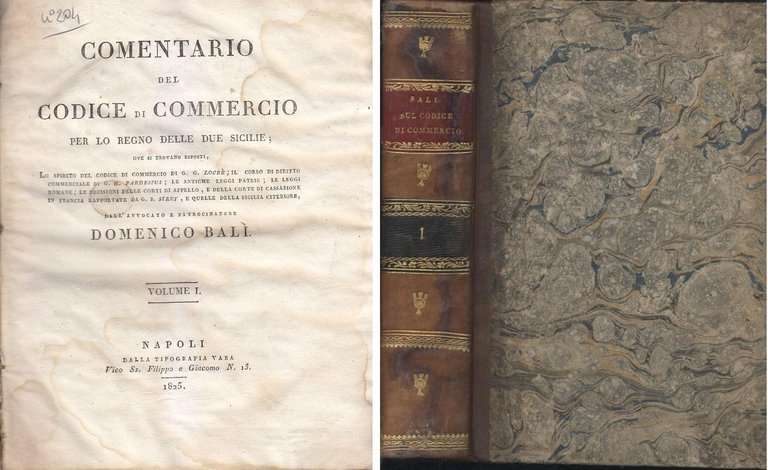 n° 204
COMENTARIO
DEL
CODICE DI COMMERCIO
PER LO REGNO DELLE DUE SICILIE;
OVE SI TROVANO ESPOSTI,
LO SPIRITO DEL CODICE DI COMMERCIO DI G. G. LOCRÈ; IL CORSO DI DIRITTO
COMMERCIALE DI G. M. PARDESSUS; LE ANTICHE LEGGI PATRIE; LE LEGGI
ROMANE; LE DECISIONI DELLE CORTI DI APPELLO, E DELLA CORTE DI CASSAZIONE
IN FRANCIA RAPPORTATE DA G. B. SIREY, E QUELLE DELLA SICILIA CITERIORE,
DELL'AVVOCATO E PATROCINATORE
DOMENICO BALÌ.
VOLUME I.
NAPOLI
DALLA TIPOGRAFIA VARA
Vico Ss. Filippo e Giacomo N. 13.
1825.
BALI
SUL CODICE
DI COMMERCIO
1